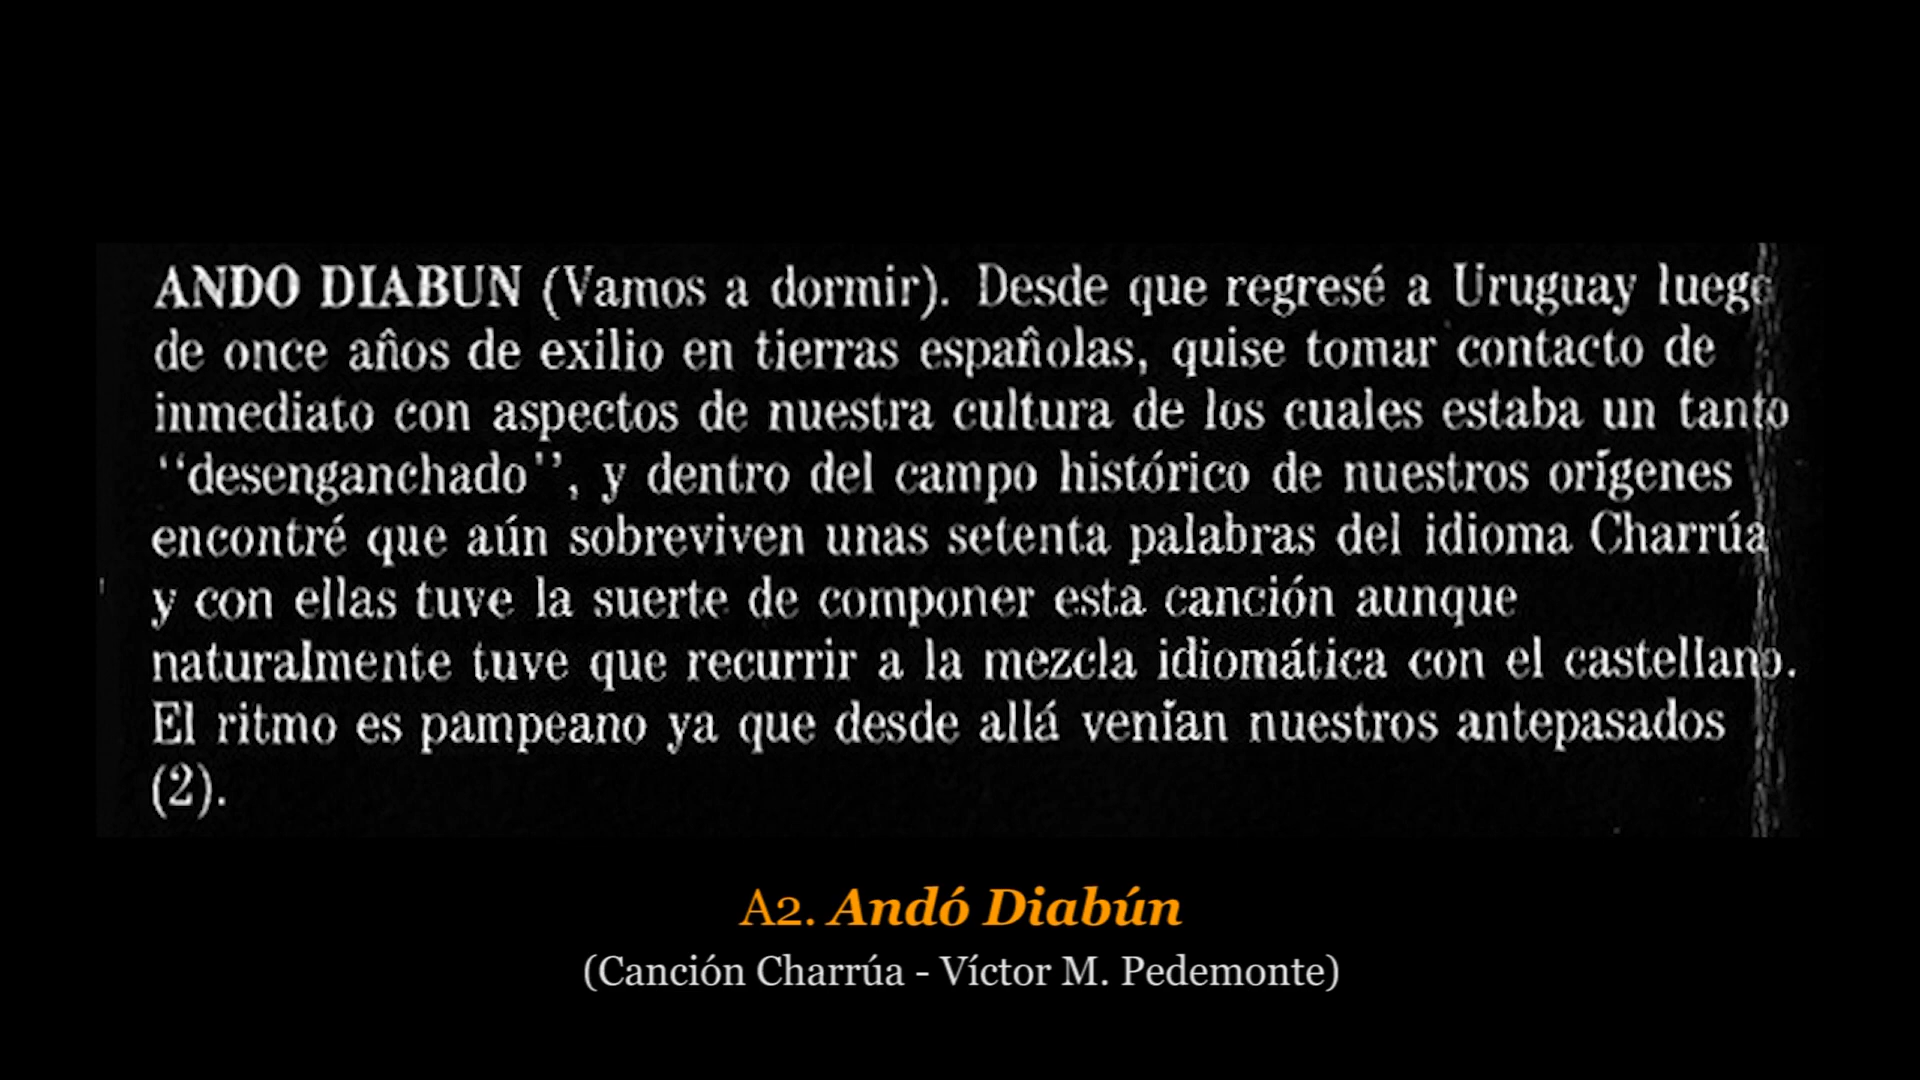 ANDO DIABUN (Vamos a dormir). Desde que regresé a Uruguay luego
de once años de exilio en tierras españolas, quise tomar contacto de
inmediato con aspectos de nuestra cultura de los cuales estaba un tanto
‘‘desenganchado’’, y dentro del campo histórico de nuestros orígenes
encontré que aún sobreviven unas setenta palabras del idioma Charrúa
y con ellas tuve la suerte de componer esta canción aunque
naturalmente tuve que recurrir a la mezcla idiomática con el castellano.
El ritmo es pampeano ya que desde allá venían nuestros antepasados
(2).
A2. Andó Diabún
(Canción Charrúa - Víctor M. Pedemonte)